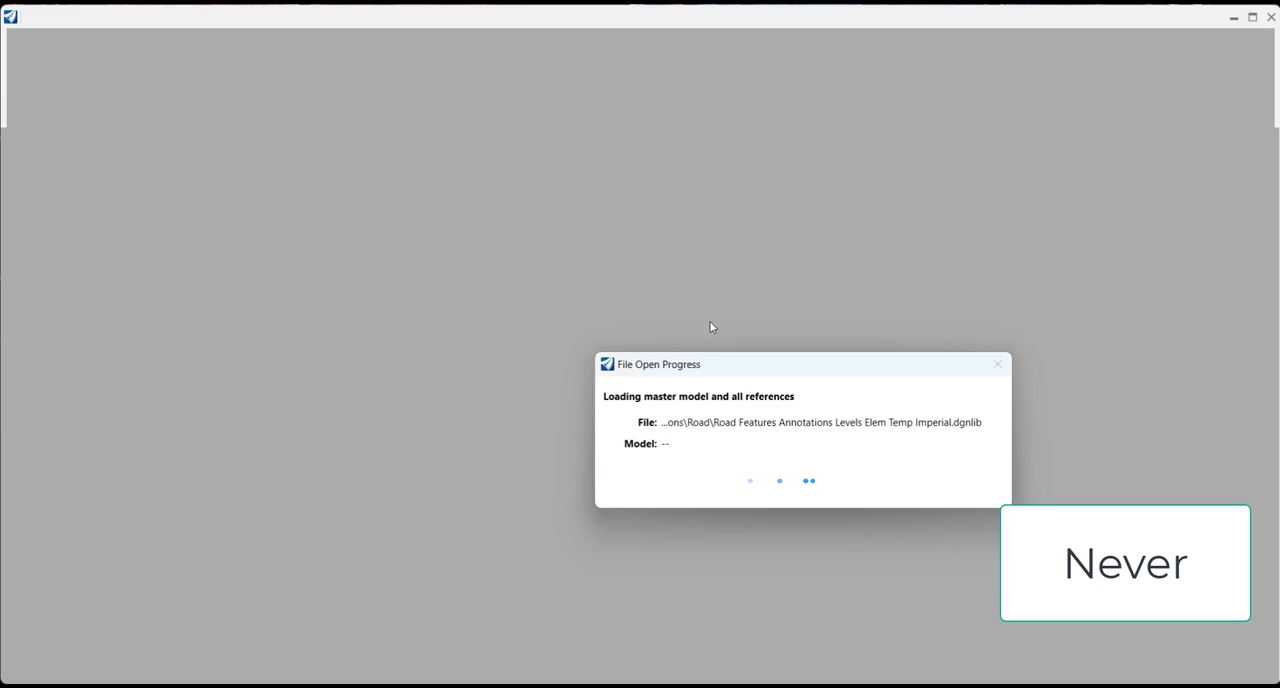 File Open Progress
Loading master model and all references
File: ...ons\Road\Road Features Annotations Levels Elem Temp Imperial.dgnlib
Model: --
Never